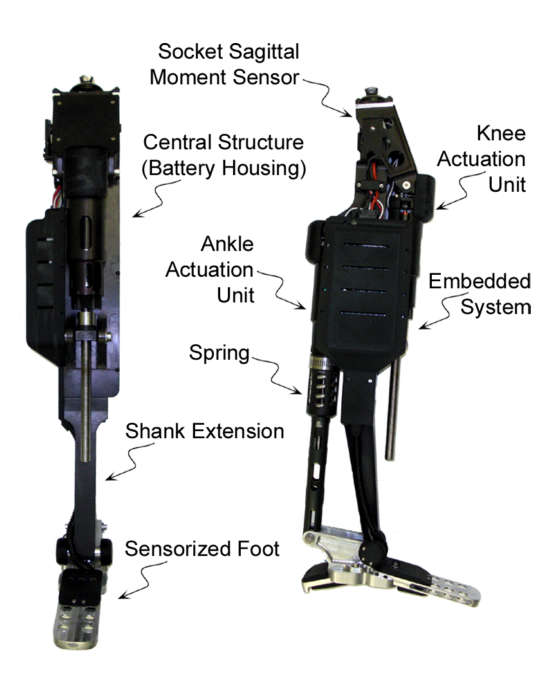 Socket Sagittal
Moment Sensor
Central Structure
(Battery Housing)
Knee
Actuation
Unit
Ankle
Actuation
Unit
Embedded
System
Spring
Shank Extension
Sensorized Foot